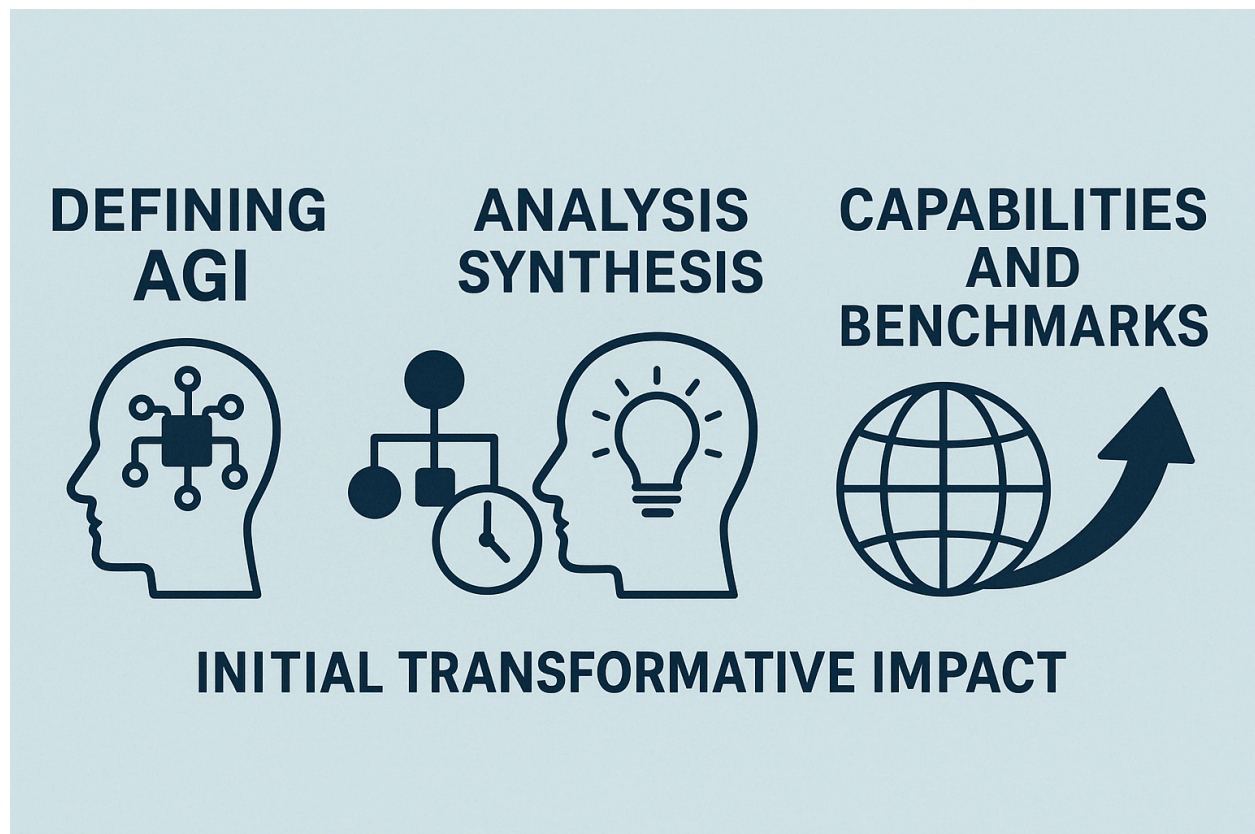 DEFINING
AGI
ANALYSIS
SYNTHESIS
CAPABILITIES
AND
BENCHMARKS
INITIAL TRANSFORMATIVE IMPACT